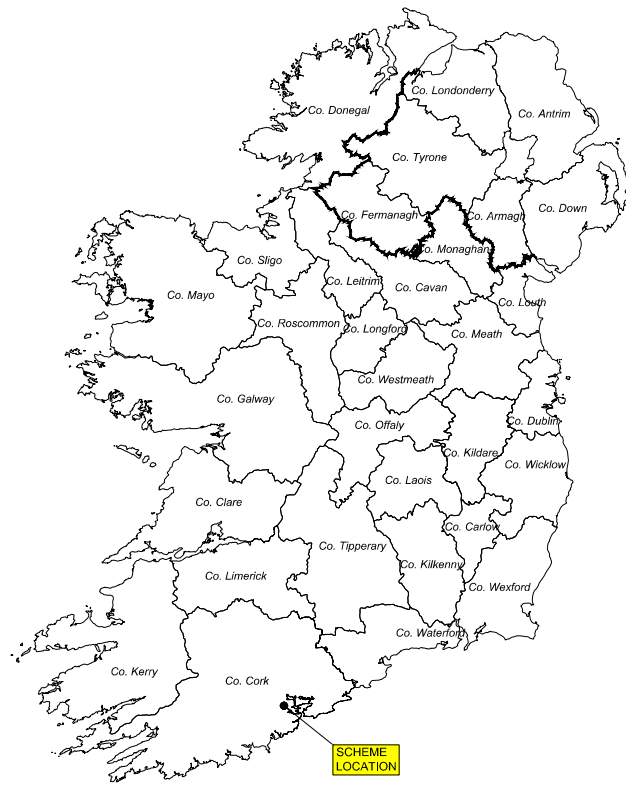 Co. Londonderry
Co. Donegal
Co. Antrim
Co. Tyrone
Co. Fermanagh
Co. Armagh
Co. Down
Co. Monaghan
Co. Sligo
Co. Leitrim
Co. Cavan
Co. Mayo
Co. Louth
Co. Roscommon
Co. Longford
Co. Meath
Co. Westmeath
Co. Galway
Co. Offaly
Co. Dublin
Co. Kildare
Co. Wicklow
Co. Laois
Co. Clare
Co. Carlow
Co. Tipperary
Co. Kilkenny
Co. Limerick
Co. Wexford
Co. Waterford
Co. Kerry
Co. Cork
SCHEME
LOCATION